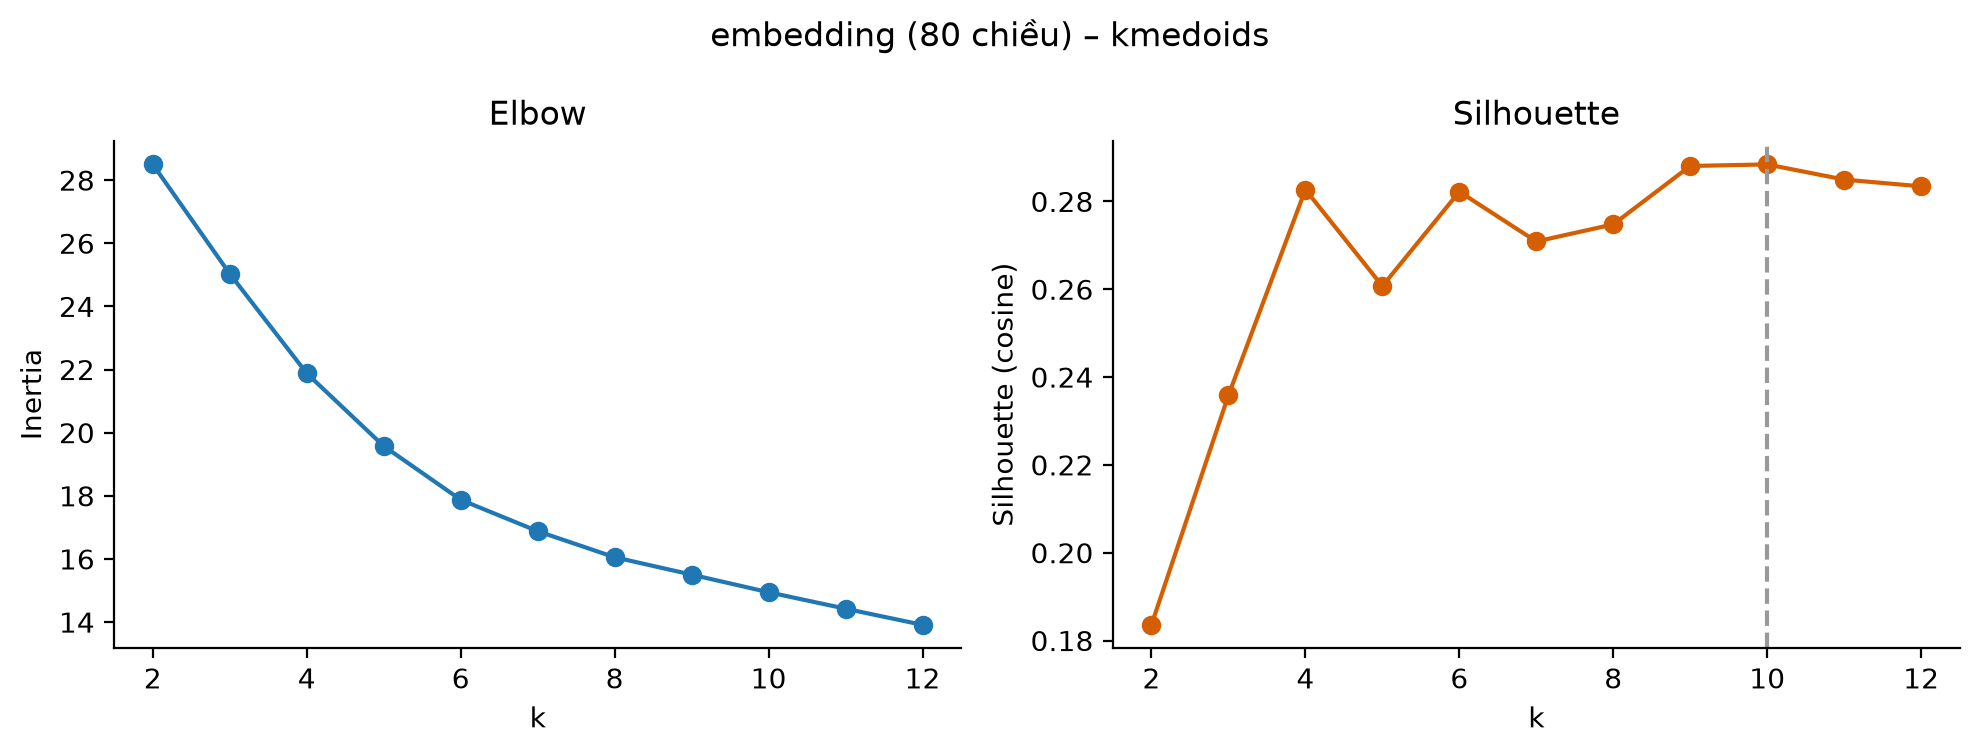 embedding (80 chiều) – kmedoids
Elbow
Inertia
28
26
24
22
20
18
16
14
2 4 6 8 10 12
k
Silhouette
Silhouette (cosine)
0.28
0.26
0.24
0.22
0.20
0.18
2 4 6 8 10 12
k